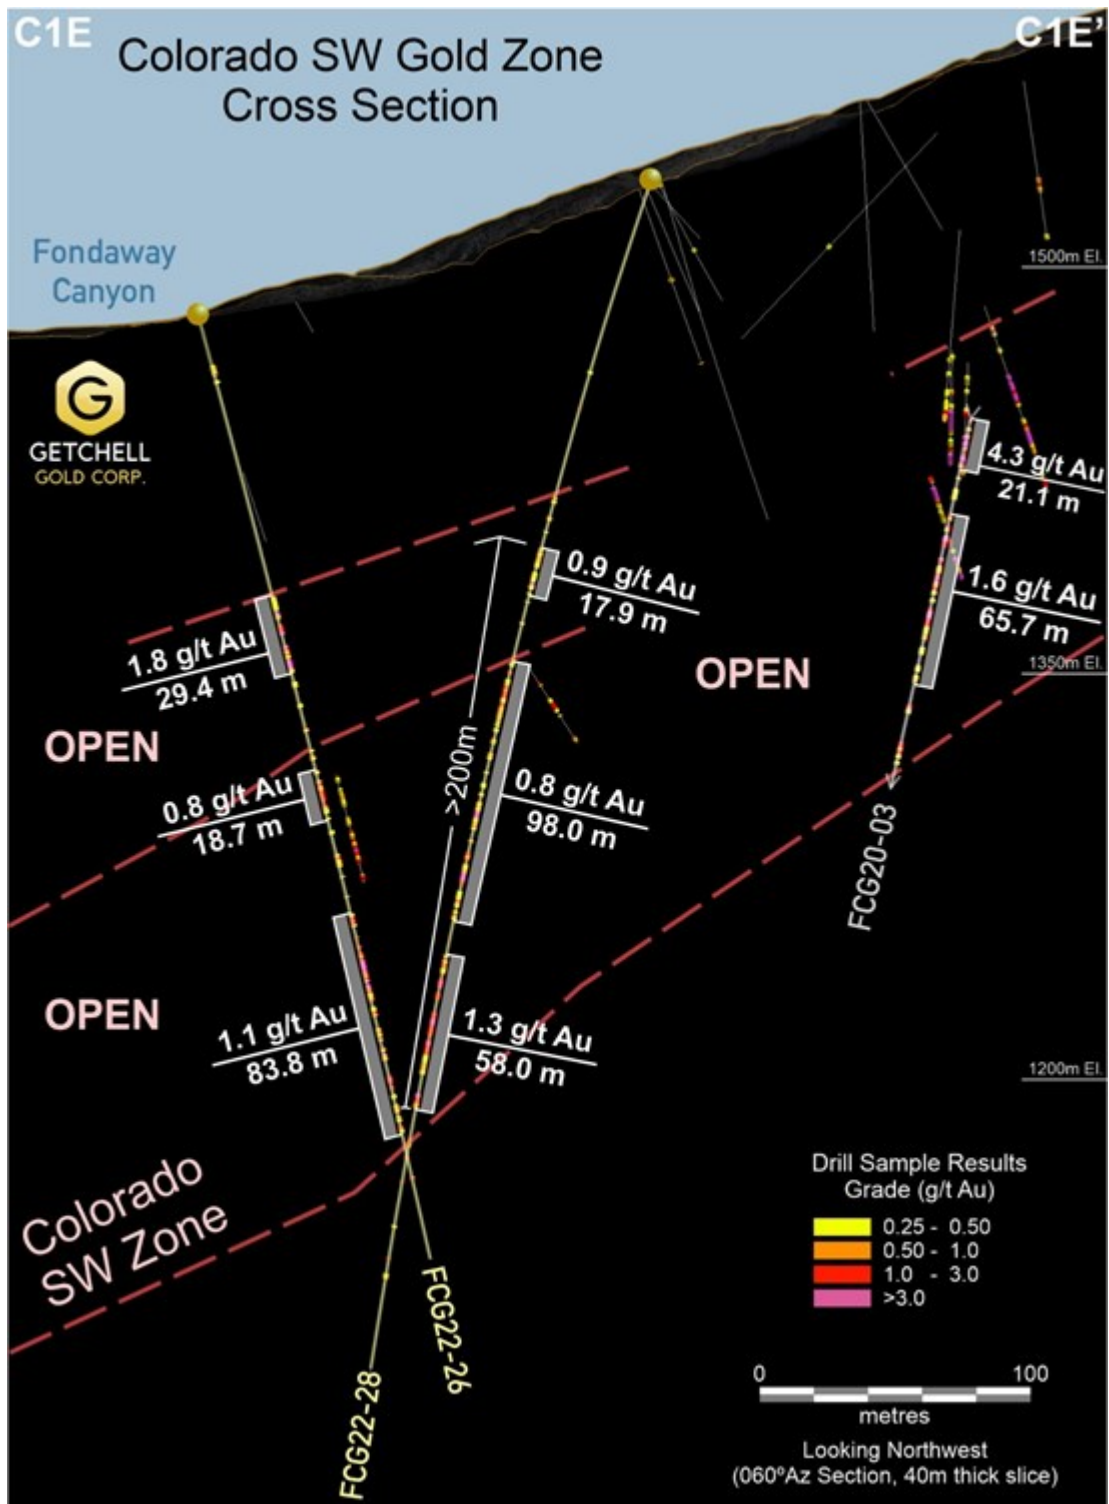 C1E
C1E’
Colorado SW Gold Zone
Cross Section
Fondaway
Canyon
1500m El.
G
GETCHELL
GOLD CORP.
4.3 g/t Au
21.1 m
0.9 g/t Au
17.9 m
1.6 g/t Au
65.7 m
1.8 g/t Au
29.4 m
OPEN
1350m El.
OPEN
>200m
0.8 g/t Au
18.7 m
0.8 g/t Au
98.0 m
FCG20-03
OPEN
1.1 g/t Au
83.8 m
1.3 g/t Au
58.0 m
1200m El.
Colorado
SW Zone
Drill Sample Results
Grade (g/t Au)
0.25 - 0.50
0.50 - 1.0
1.0 - 3.0
>3.0
FCG22-26
FCG22-28
0 100
metres
Looking Northwest
(060ºAz Section, 40m thick slice)